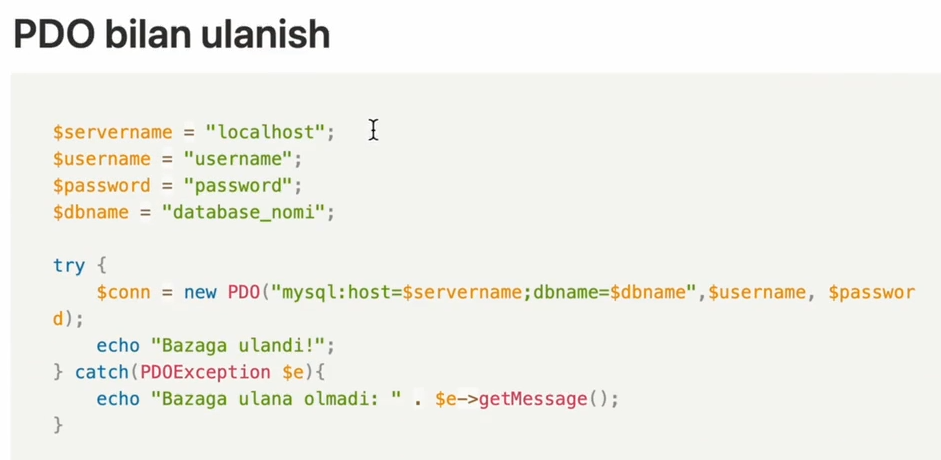 PDO bilan ulanish
$servername = "localhost";
$username = "username";
$password = "password";
$dbname = "database_nomi";
try {
$conn = new PDO("mysql:host=$servername;dbname=$dbname",$username, $passwor
d);
echo "Bazaga ulandi!";
} catch(PDOException $e){
echo "Bazaga ulana olmadi: " . $e->getMessage();
}